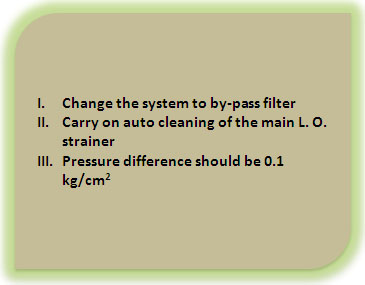 I. Change the system to by-pass filter
II. Carry on auto cleaning of the main L. O.
strainer
III. Pressure difference should be 0.1
kg/cm²